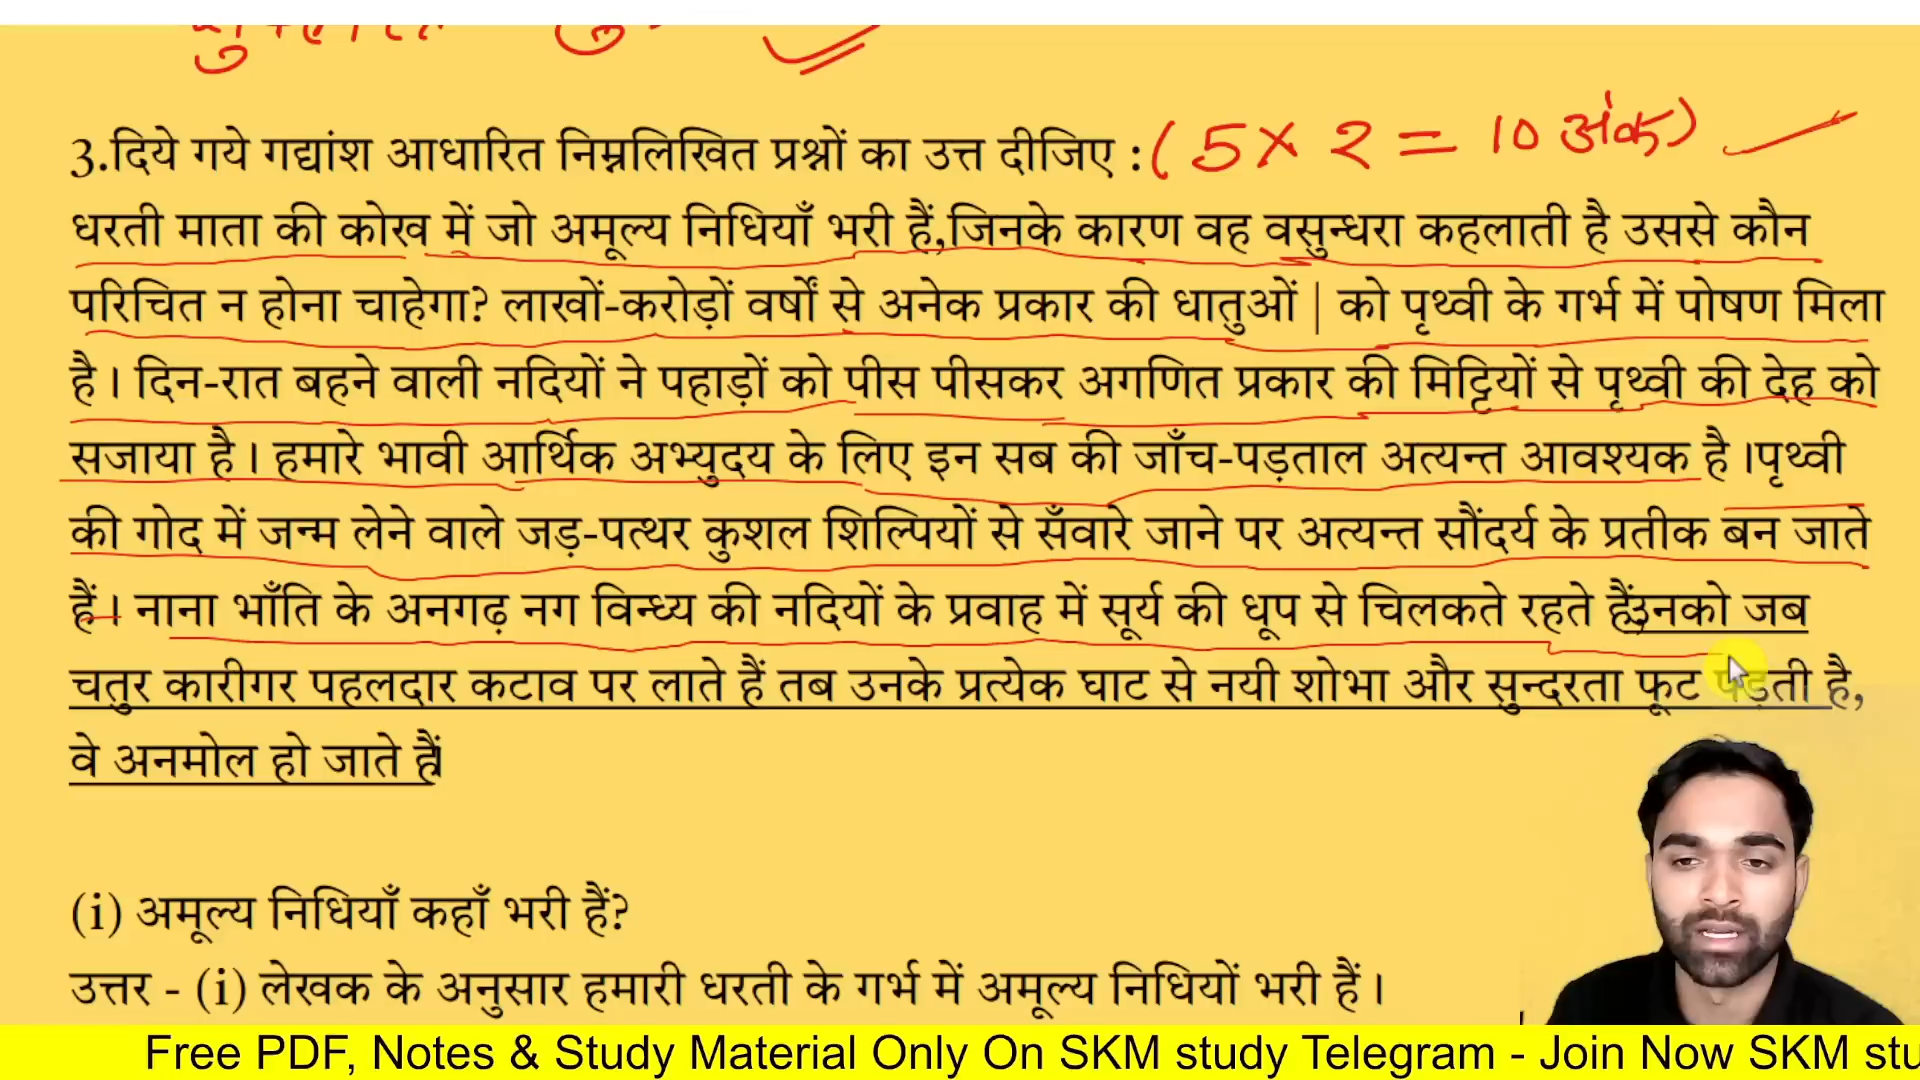 3.दिये गये गद्यांश आधारित निम्नलिखित प्रश्नों का उत्त दीजिए : (5 × 2 = 10 अंक)
धरती माता की कोख में जो अमूल्य निधियाँ भरी हैं,जिनके कारण वह वसुन्धरा कहलाती है उससे कौन
परिचित न होना चाहेगा? लाखों-करोड़ों वर्षों से अनेक प्रकार की धातुओं | को पृथ्वी के गर्भ में पोषण मिला
है। दिन-रात बहने वाली नदियों ने पहाड़ों को पीस पीसकर अगणित प्रकार की मिट्टियों से पृथ्वी की देह को
सजाया है। हमारे भावी आर्थिक अभ्युदय के लिए इन सब की जाँच-पड़ताल अत्यन्त आवश्यक है।पृथ्वी
की गोद में जन्म लेने वाले जड़-पत्थर कुशल शिल्पियों से सँवारे जाने पर अत्यन्त सौंदर्य के प्रतीक बन जाते
हैं। नाना भाँति के अनगढ़ नग विन्ध्य की नदियों के प्रवाह में सूर्य की धूप से चिलकते रहते हैं,उनको जब
चतुर कारीगर पहलदार कटाव पर लाते हैं तब उनके प्रत्येक घाट से नयी शोभा और सुन्दरता फूट पड़ती है,
वे अनमोल हो जाते हैं।
(i) अमूल्य निधियाँ कहाँ भरी हैं?
उत्तर - (i) लेखक के अनुसार हमारी धरती के गर्भ में अमूल्य निधियों भरी हैं।
Free PDF, Notes & Study Material Only On SKM study Telegram - Join Now SKM stu